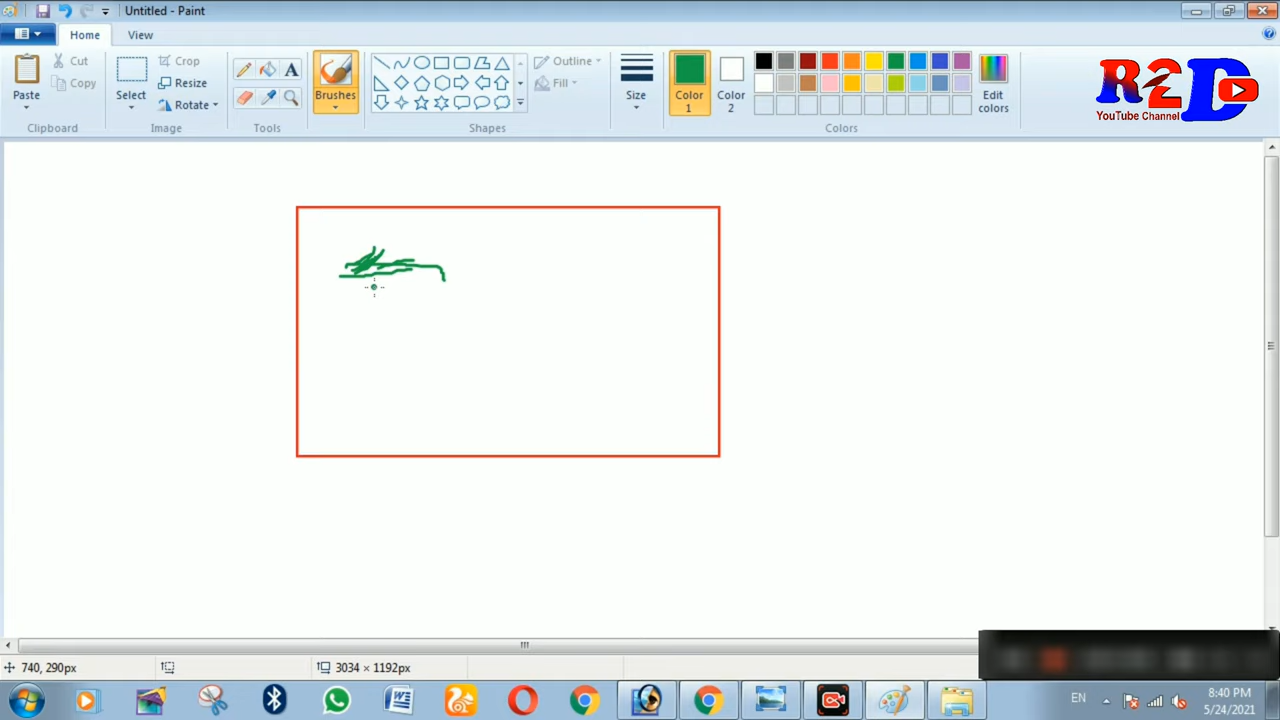 Untitled - Paint
Home
View
Paste
Cut
Copy
Clipboard
Select
Crop
Resize
Rotate
Image
A
Tools
Brushes
Shapes
Outline
Fill
Size
Color 1
Color 2
Edit colors
Colors
R2D
YouTube Channel
740, 290px
3034 × 1192px
EN
8:40 PM
5/24/2021